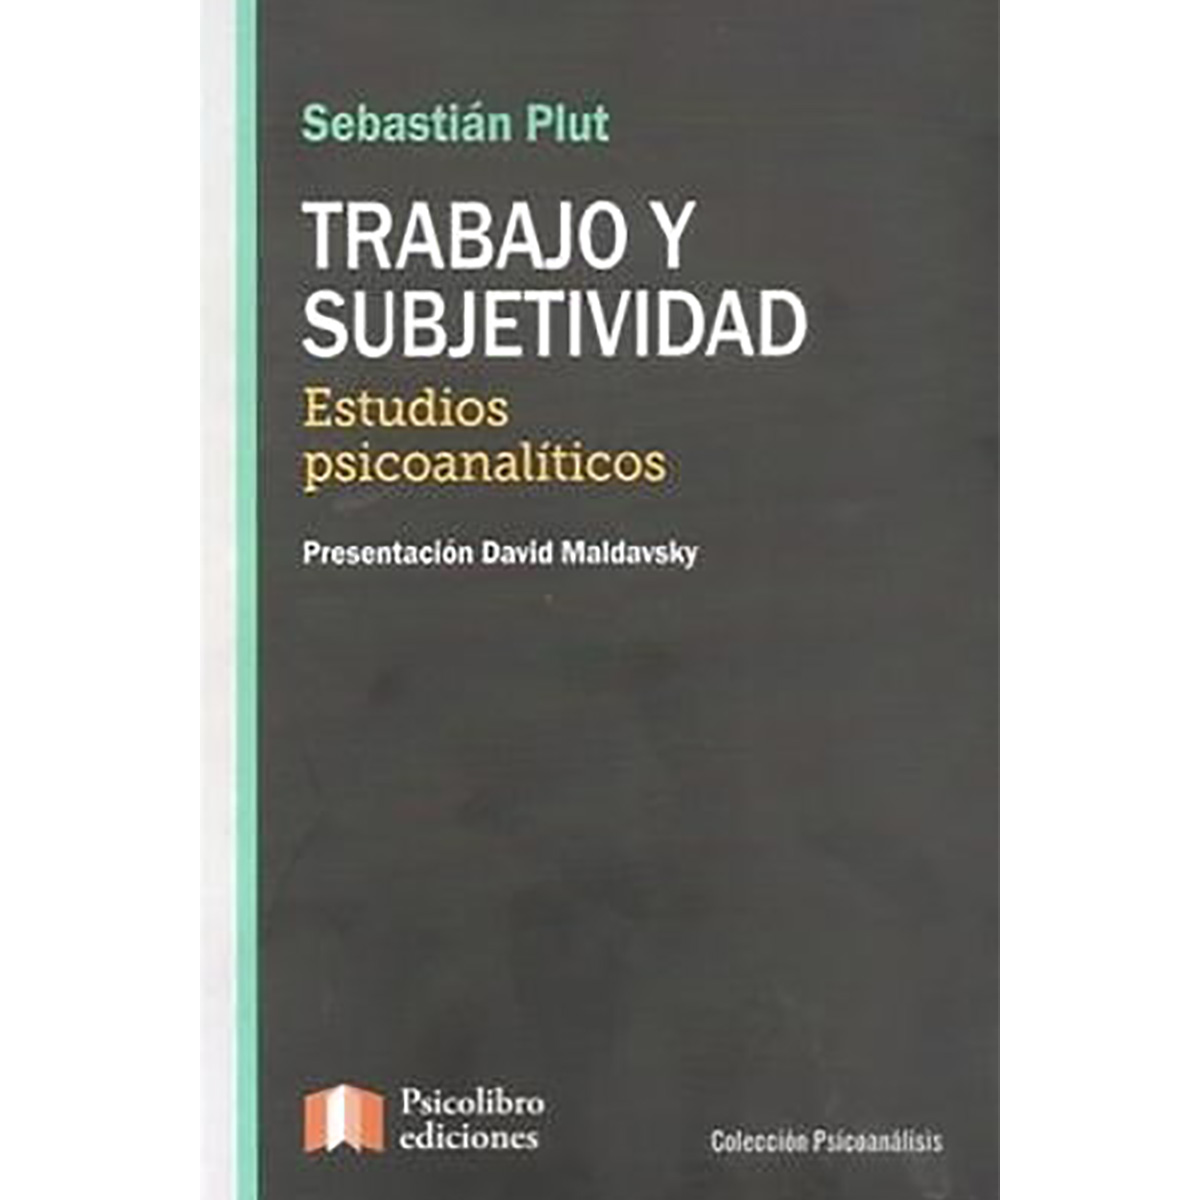 Sebastián Plut
TRABAJO Y
SUBJETIVIDAD
Estudios
psicoanalíticos
Presentación David Maldavsky
Psicolibro
ediciones
Colección Psicoanálisis